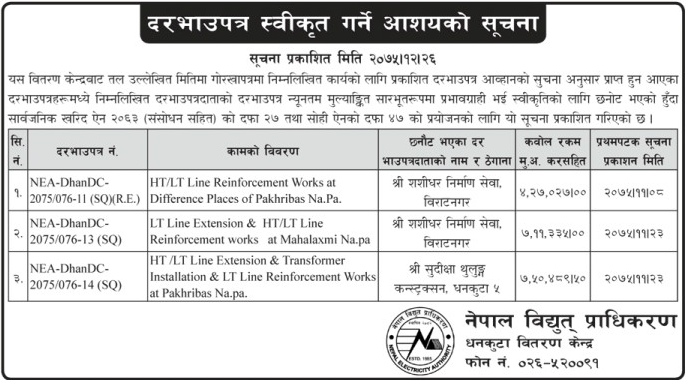 दरभाउपत्र स्वीकृत गर्ने आशयको सूचना
सूचना प्रकाशित मिति २०७५।१२।२६
यस वितरण केन्द्रबाट तल उल्लेखित मितिमा गोरखापत्रमा निम्नलिखित कार्यको लागि प्रकाशित दरभाउपत्र आव्हानको सुचना अनुसार प्राप्त हुन आएका
दरभाउपत्रहरूमध्ये निम्नलिखित दरभाउपत्रदाताको दरभाउपत्र न्यूनतम मुल्याङ्कित सारभूतरूपमा प्रभावग्राही भई स्वीकृतिको लागि छनोट भएको हुँदा
सार्वजनिक खरिद ऐन २०६३ (संसोधन सहित) को दफा २७ तथा सोही ऐनको दफा ४७ को प्रयोजनको लागि यो सूचना प्रकाशित गरिएको छ।
सि. नं. दरभाउपत्र नं. कामको विवरण छनौट भएका दर भाउपत्रदाताको नाम र ठेगाना कवोल रकम मु.अ. करसहित प्रथमपटक सूचना प्रकाशन मिति
१. NEA-DhanDC- HT/LT Line Reinforcement Works at श्री शशीधर निर्माण सेवा, ४,२७,०२७।०० २०७५।११।०८
2075/076-11 (SQ)(R.E.) Difference Places of Pakhribas Na.Pa. विराटनगर
२. NEA-DhanDC- LT Line Extension & HT/LT Line श्री शशीधर निर्माण सेवा, ७,११,३३५।०० २०७५।११।२३
2075/076-13 (SQ) Reinforcement works at Mahalaxmi Na.pa विराटनगर
३. NEA-DhanDC- HT /LT Line Extension & Transformer श्री सुदीक्षा थुलुङ्ग ७,५०,४८९।५० २०७५।११।२३
2075/076-14 (SQ) Installation & LT Line Reinforcement Works कन्स्ट्रक्सन, धनकुटा ५
at Pakhribas Na.pa.
नेपाल विद्युत् प्राधिकरण
NEPAL ELECTRICITY AUTHORITY
ESTD. 1985
नेपाल विद्युत् प्राधिकरण
धनकुटा वितरण केन्द्र
फोन नं. ०२६-५२००९१